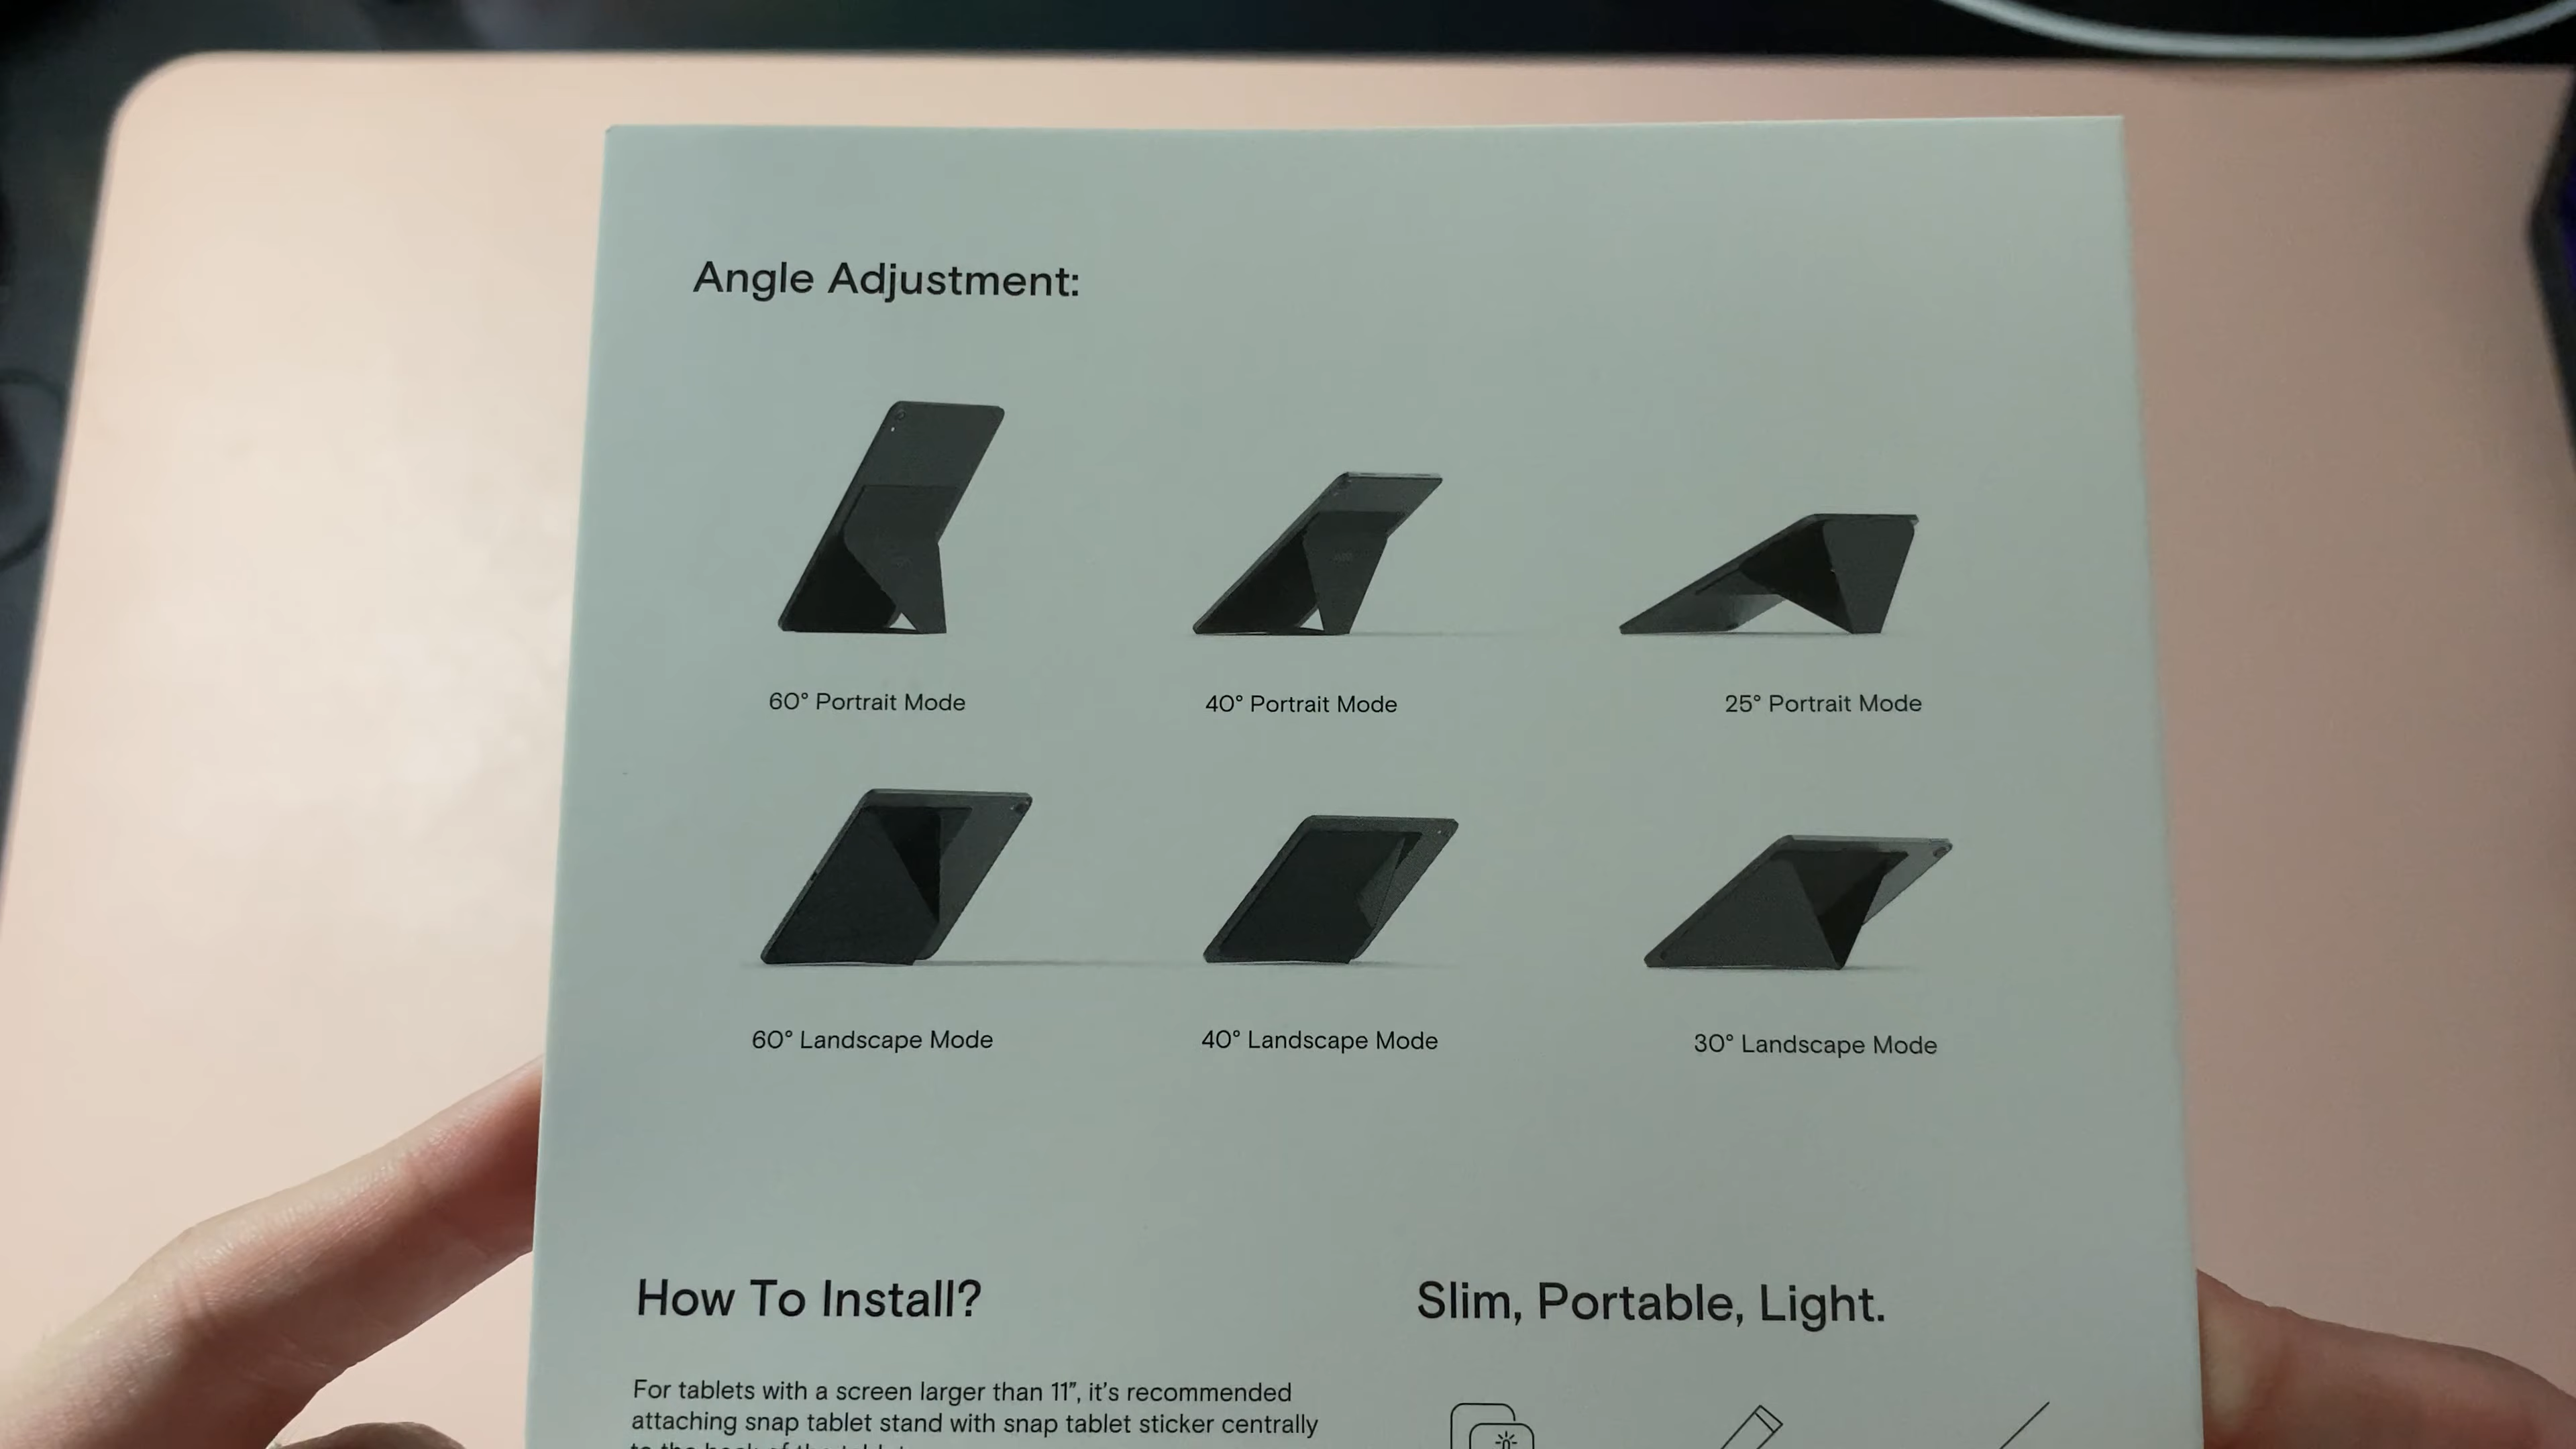 Angle Adjustment:
60° Portrait Mode
40° Portrait Mode
25° Portrait Mode
60° Landscape Mode
40° Landscape Mode
30° Landscape Mode
How To Install?
For tablets with a screen larger than 11”, it’s recommended
attaching snap tablet stand with snap tablet sticker centrally
Slim, Portable, Light.